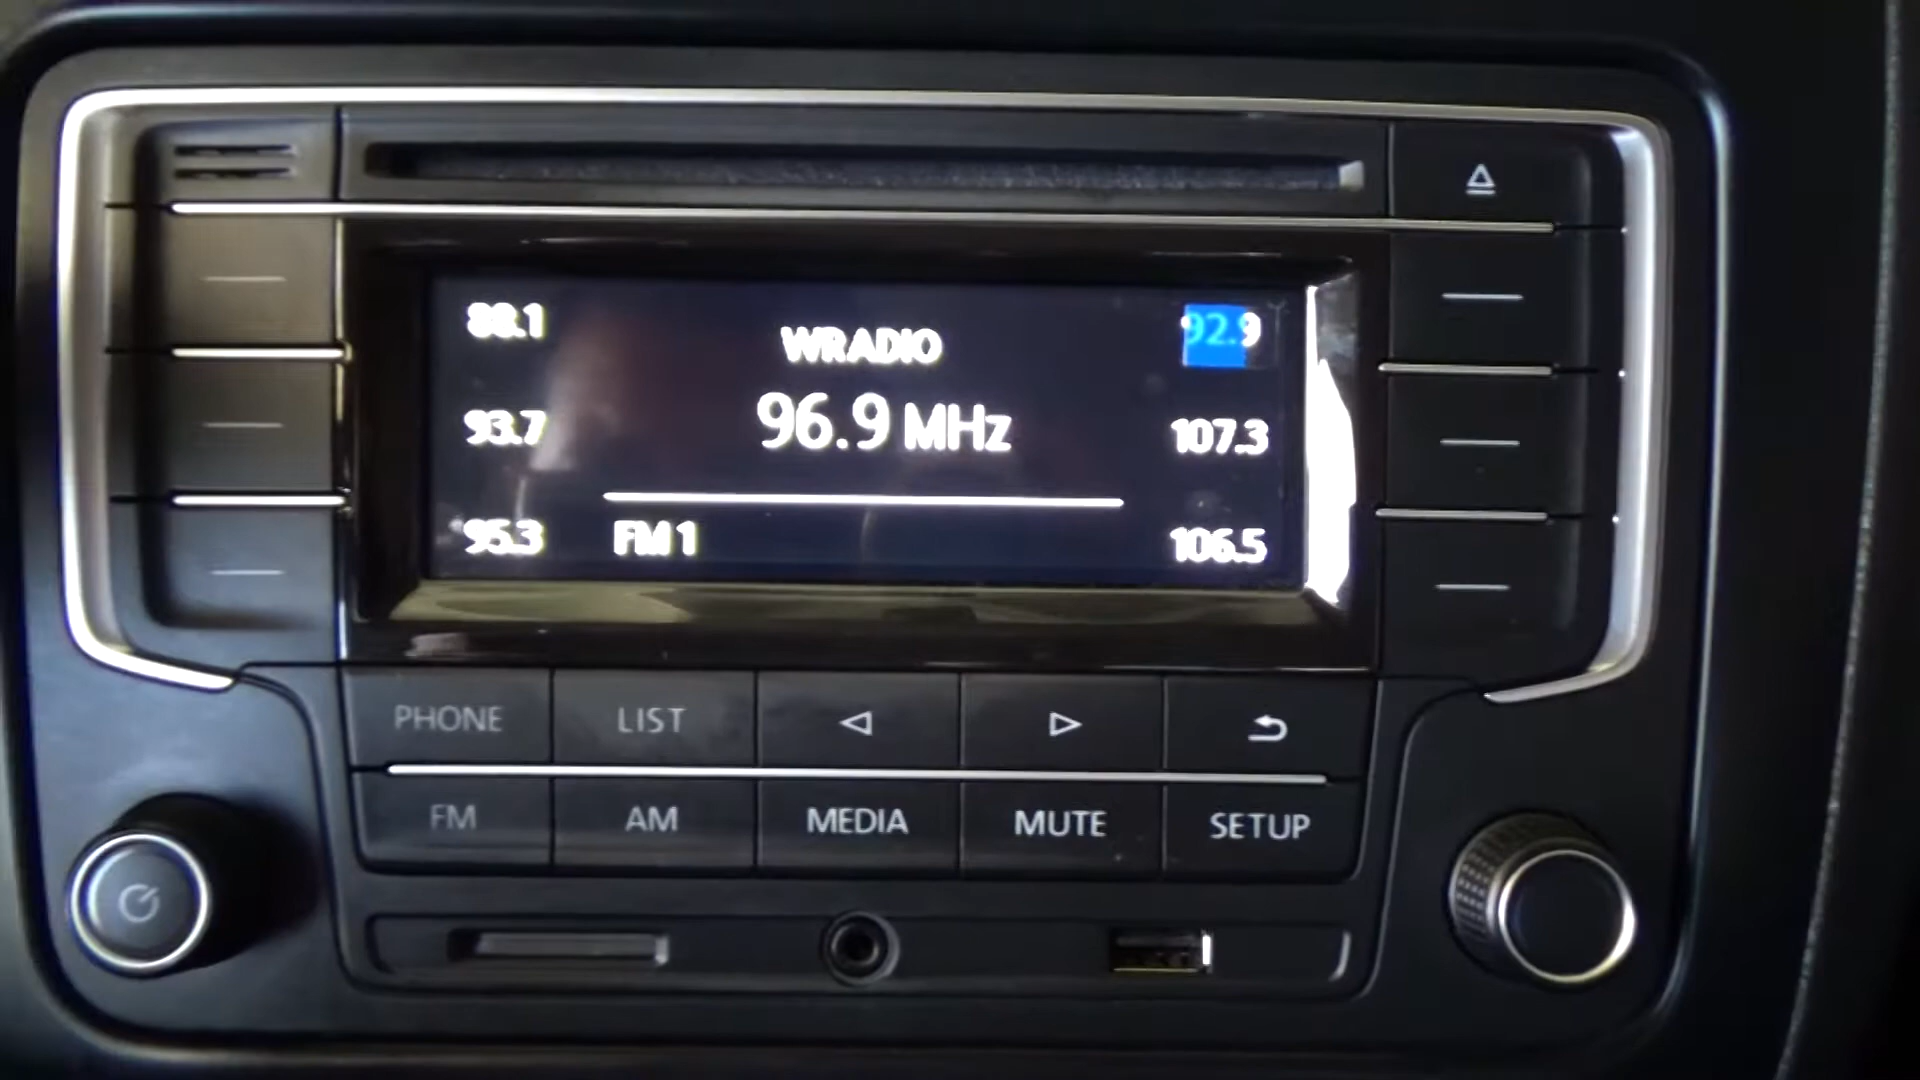 88.1
WRADIO
92.9
93.7
96.9 MHz
107.3
95.3
FM 1
106.5
PHONE LIST
FM AM MEDIA MUTE SETUP